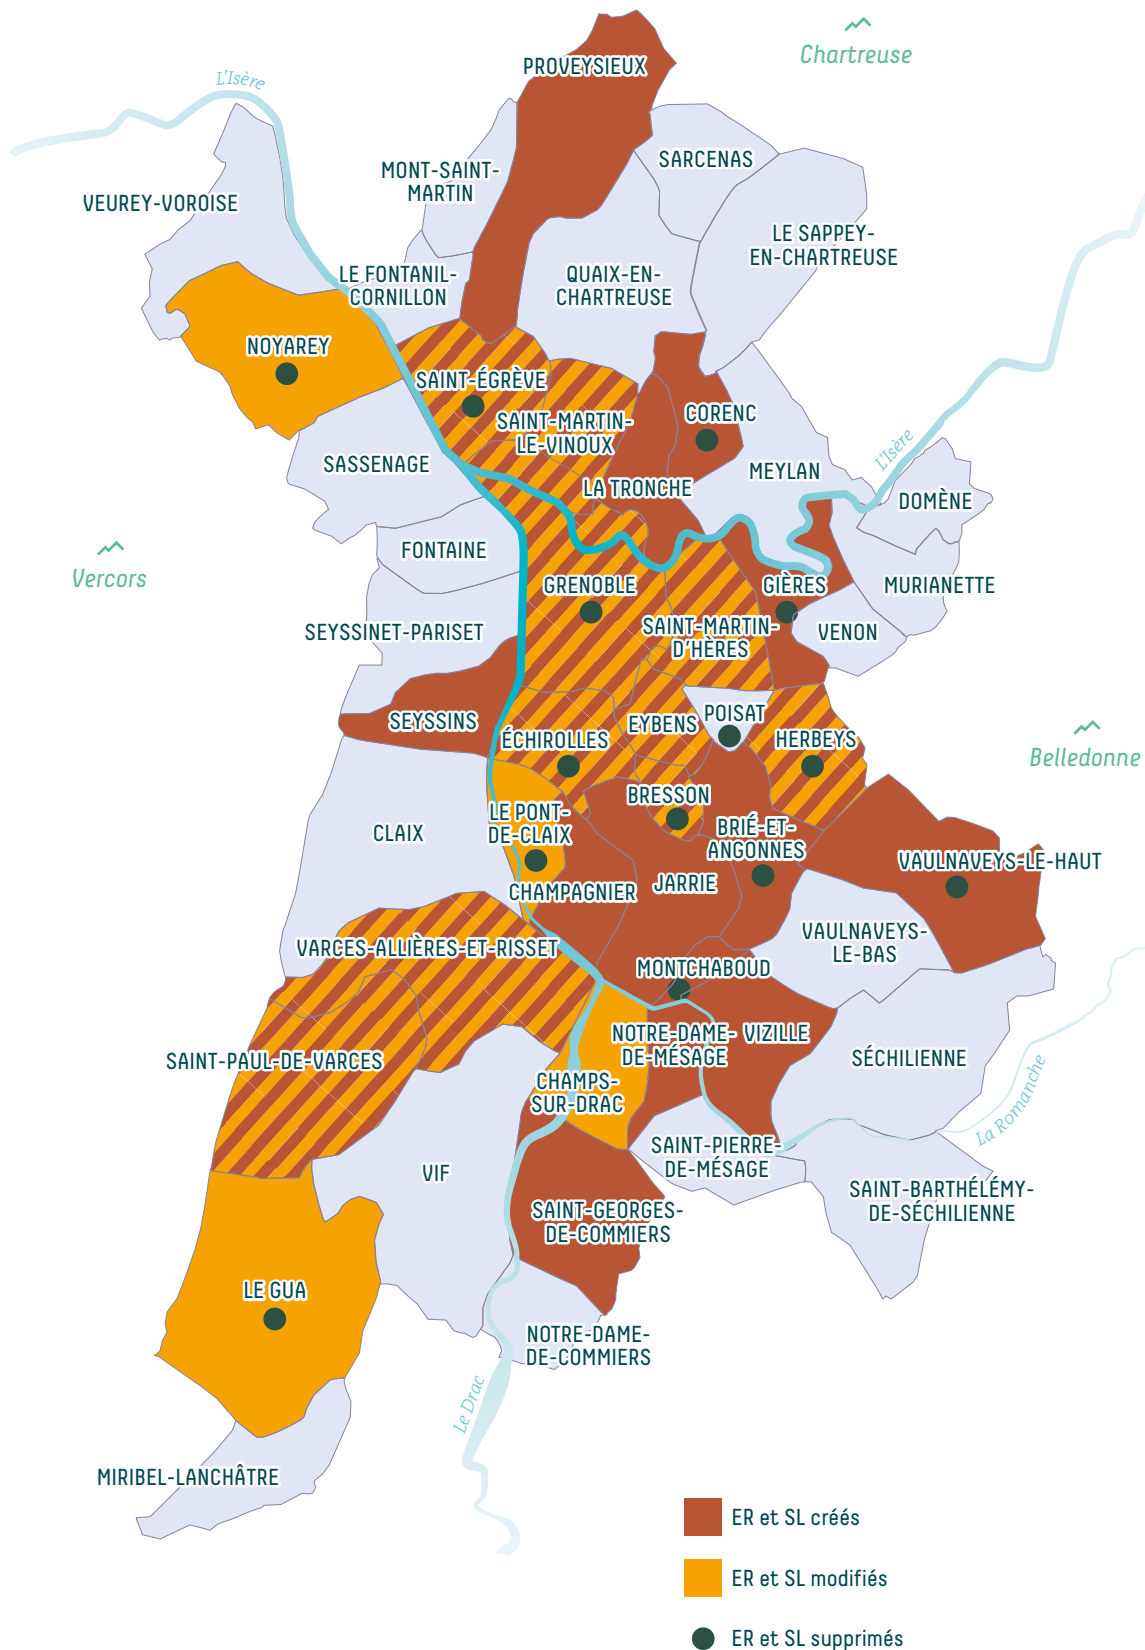 Chartreuse
PROVEYSIEUX
L'Isère
SARCENAS
MONT-SAINT-
MARTIN
VEUREY-VOROISE
LE SAPPEY-
EN-CHARTREUSE
LE FONTANIL-
CORNILLON
QUAIX-EN-
CHARTREUSE
NOYAREY
SAINT-ÉGRÈVE
CORENC
SAINT-MARTIN-
LE-VINOUX
L'Isère
SASSENAGE
MEYLAN
LA TRONCHE
DOMÈNE
FONTAINE
Vercors
GRENOBLE
GIÈRES
MURIANETTE
SEYSSINET-PARISET
SAINT-MARTIN-
D'HÈRES
VENON
SEYSSINS
EYBENS
POISAT
ÉCHIROLLES
HERBEYS
Belledonne
BRESSON
LE PONT-
DE-CLAIX
CLAIX
BRIÉ-ET-
ANGONNES
VAULNAVEYS-LE-HAUT
CHAMPAGNIER
JARRIE
VARCES-ALLIÈRES-ET-RISSET
VAULNAVEYS-
LE-BAS
MONTCHABOUD
NOTRE-DAME-
DE-MÉSAGE
VIZILLE
SAINT-PAUL-DE-VARCES
SÉCHILIENNE
CHAMPS-
SUR-DRAC
La Romanche
VIF
SAINT-PIERRE-
DE-MÉSAGE
SAINT-BARTHÉLÉMY-
DE-SÉCHILIENNE
SAINT-GEORGES-
DE-COMMIERS
LE GUA
NOTRE-DAME-
DE-COMMIERS
Le Drac
MIRIBEL-LANCHÂTRE
ER et SL créés
ER et SL modifiés
ER et SL supprimés